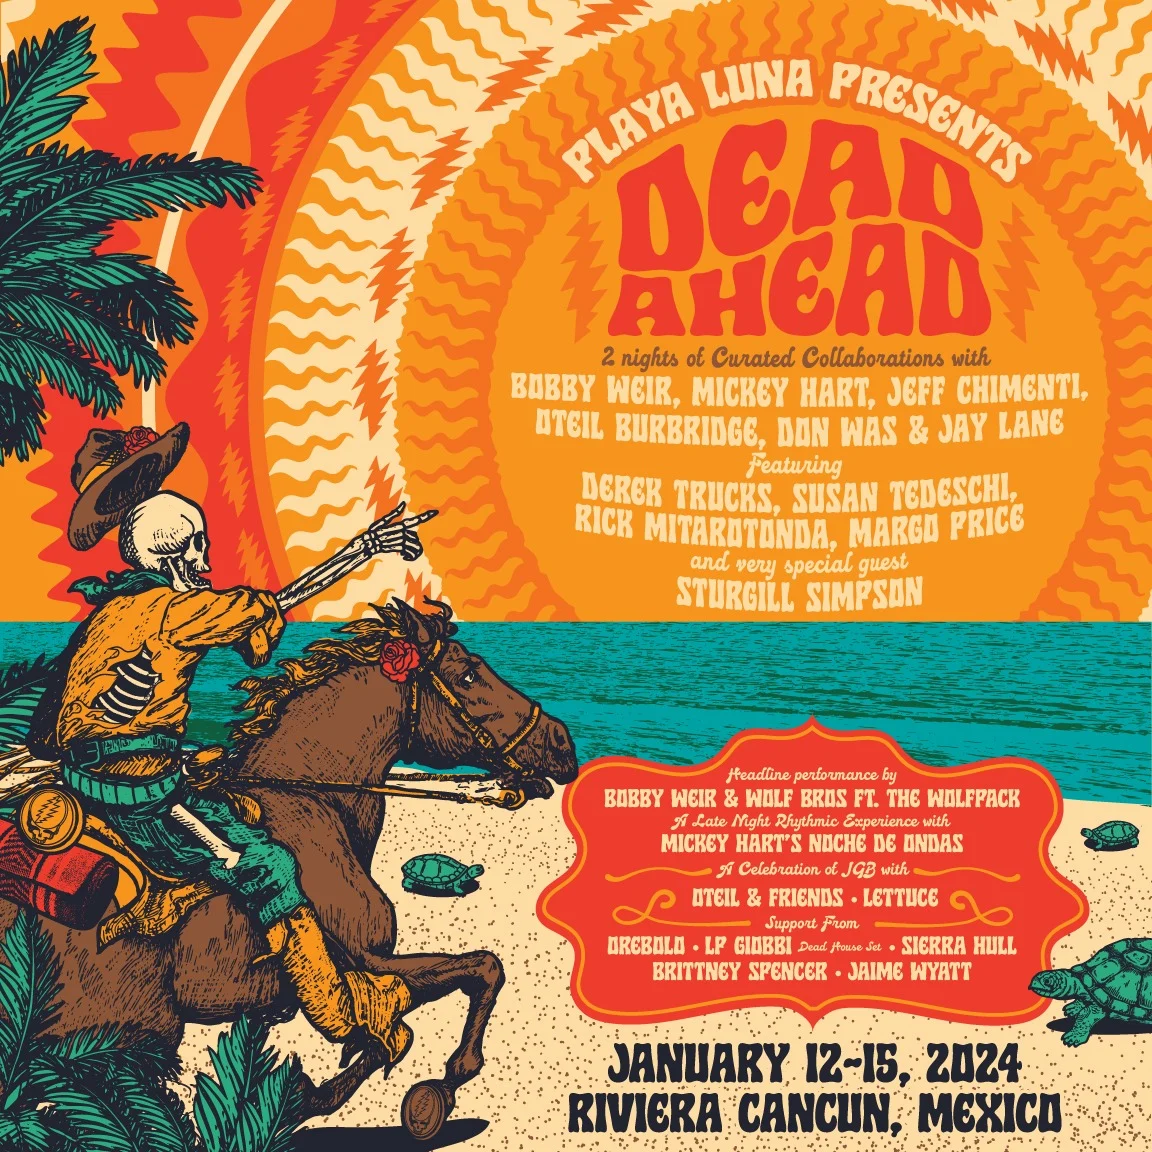 PLAYA LUNA PRESENTS
DEAD
AHEAD
2 nights of Curated Collaborations with
BOBBY WEIR, MICKEY HART, JEFF CHIMENTI,
OTEIL BURBRIDGE, DON WAS & JAY LANE
Featuring
DEREK TRUCKS, SUSAN TEDESCHI,
RICK MITAROTONDA, MARGO PRICE
and very special guest
STURGILL SIMPSON
Headline performance by
BOBBY WEIR & WOLF BROS FT. THE WOLFPACK
A Late Night Rhythmic Experience with
MICKEY HART'S NOCHE DE ONDAS
A Celebration of JGB with
OTEIL & FRIENDS • LETTUCE
Support From
OREBOLO • LP GIOBBI Dead House Set • SIERRA HULL
BRITTNEY SPENCER • JAIME WYATT
JANUARY 12-15, 2024
RIVIERA CANCUN, MEXICO